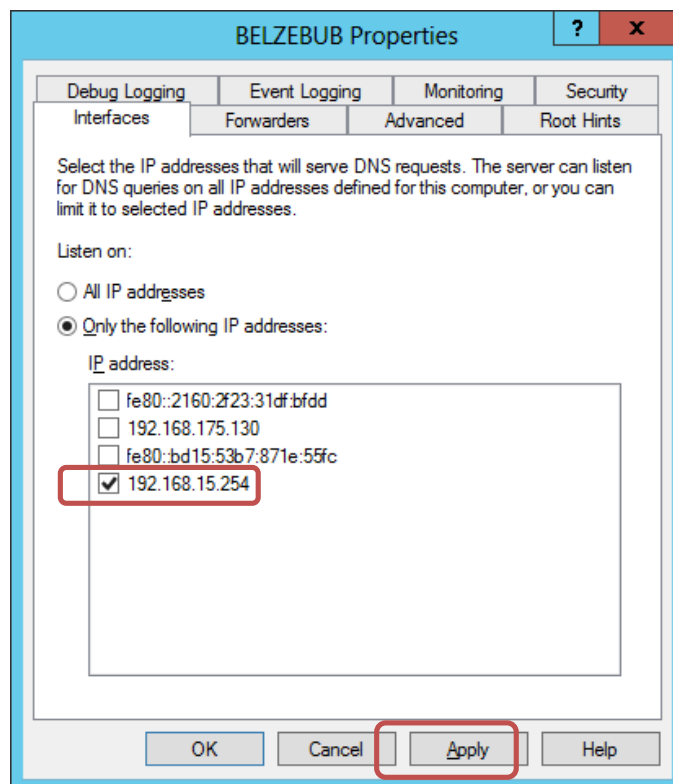 BELZEBUB Properties
?
x
Debug Logging
Event Logging
Monitoring
Security
Interfaces
Forwarders
Advanced
Root Hints
Select the IP addresses that will serve DNS requests. The server can listen
for DNS queries on all IP addresses defined for this computer, or you can
limit it to selected IP addresses.
Listen on:
All IP addresses
Only the following IP addresses:
IP address:
fe80::2160:2f23:31df:bfdd
192.168.175.130
fe80::bd15:53b7:871e:55fc
192.168.15.254
OK
Cancel
Apply
Help